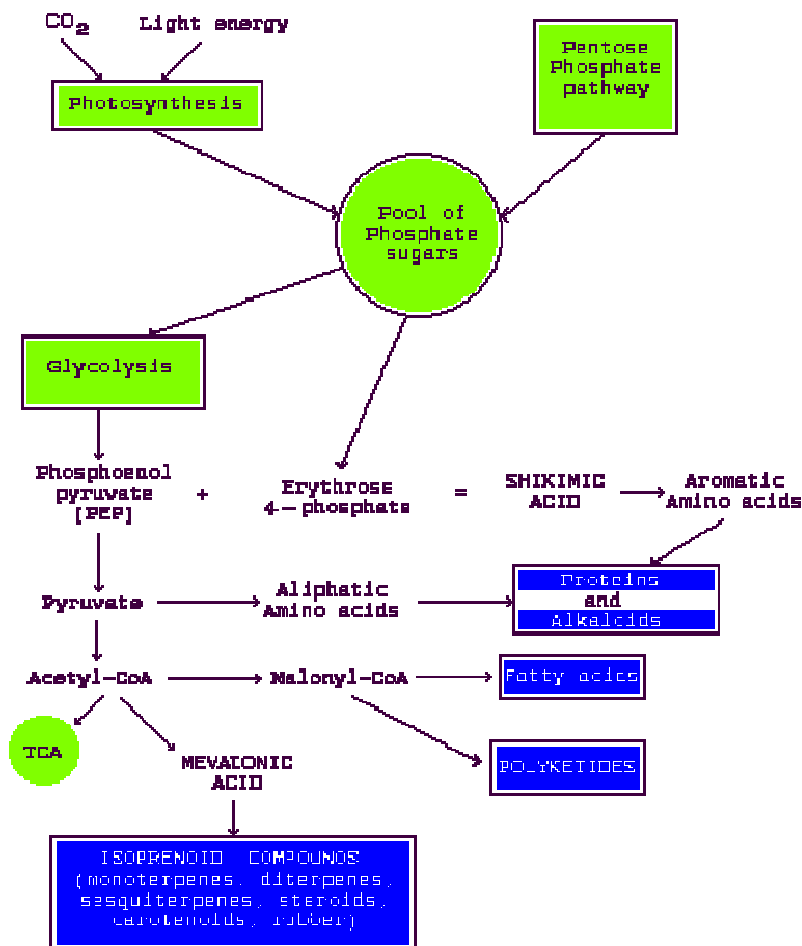 CO2
Light energy
Photosynthesis
Pentose
Phosphate
pathway
Pool of
Phosphate
sugars
Glycolysis
Phosphoenol
pyruvate
[PEP]
+
Erythrose
4-phosphate
=
SHIKIMIC
ACID
Aromatic
Amino acids
Pyruvate
Aliphatic
Amino acids
Proteins
and
Alkaloids
Acetyl-CoA
Malonyl-CoA
Fatty acids
TCA
MEVALONIC
ACID
POLYKETIDES
ISOPRENOID COMPOUNDS
(monoterpenes, diterpenes,
sesquiterpenes, steroids,
carotenoids, rubber)